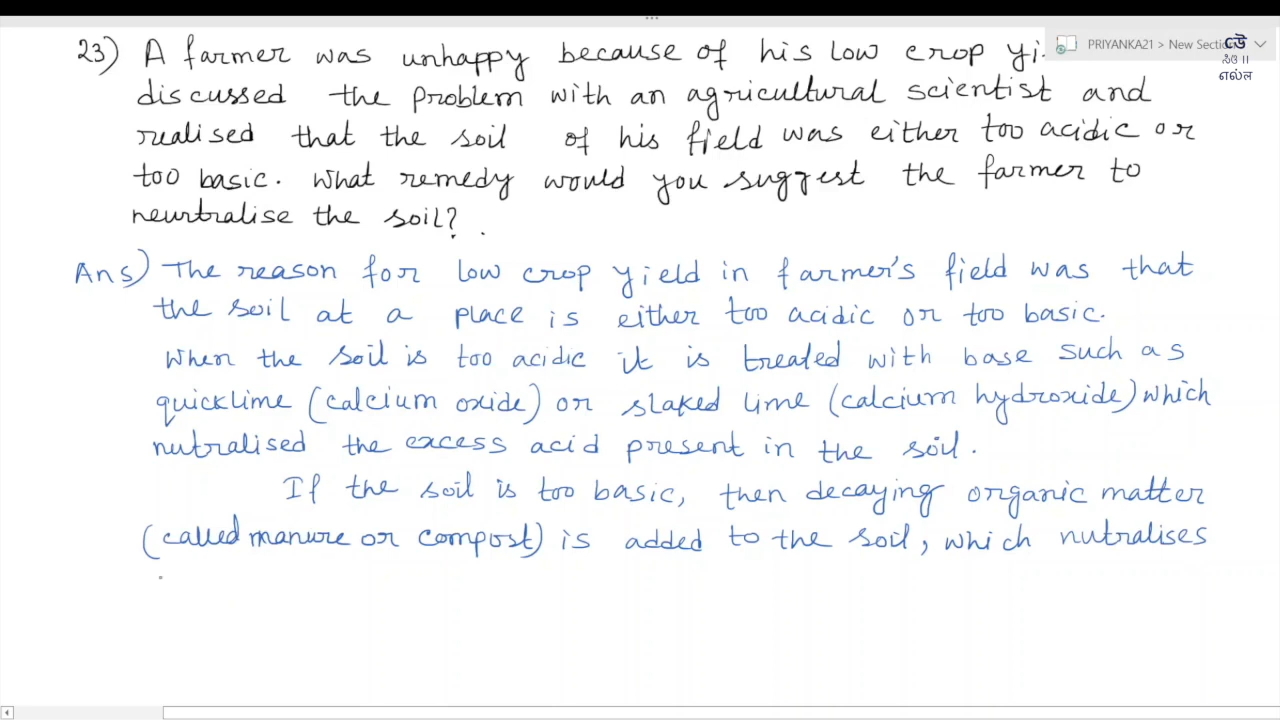 PRIYANKA21 > New Section
23) A farmer was unhappy because of his low crop
discussed the problem with an agricultural scientist and
realised that the soil of his field was either too acidic or
too basic. What remedy would you suggest the farmer to
neurtralise the soil?
Ans) The reason for low crop yield in farmer's field was that
the soil at a place is either too acidic or too basic.
When the soil is too acidic it is treated with base such as
quicklime (calcium oxide) or slaked lime (calcium hydroxide) which
nutralised the excess acid present in the soil.
If the soil is too basic, then decaying organic matter
(called manure or compost) is added to the soil, which nutralises